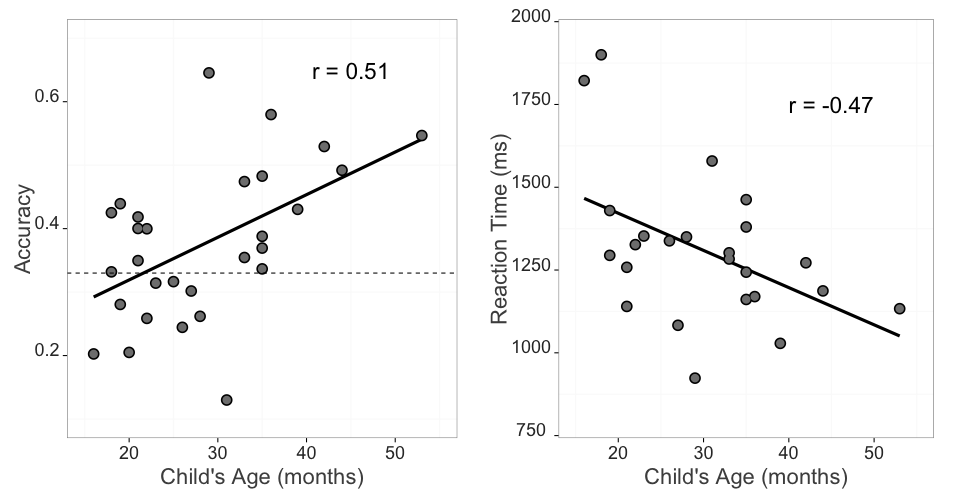 r = 0.51
Accuracy
0.6
0.4
0.2
20 30 40 50
Child's Age (months)
r = -0.47
Reaction Time (ms)
2000
1750
1500
1250
1000
750
20 30 40 50
Child's Age (months)